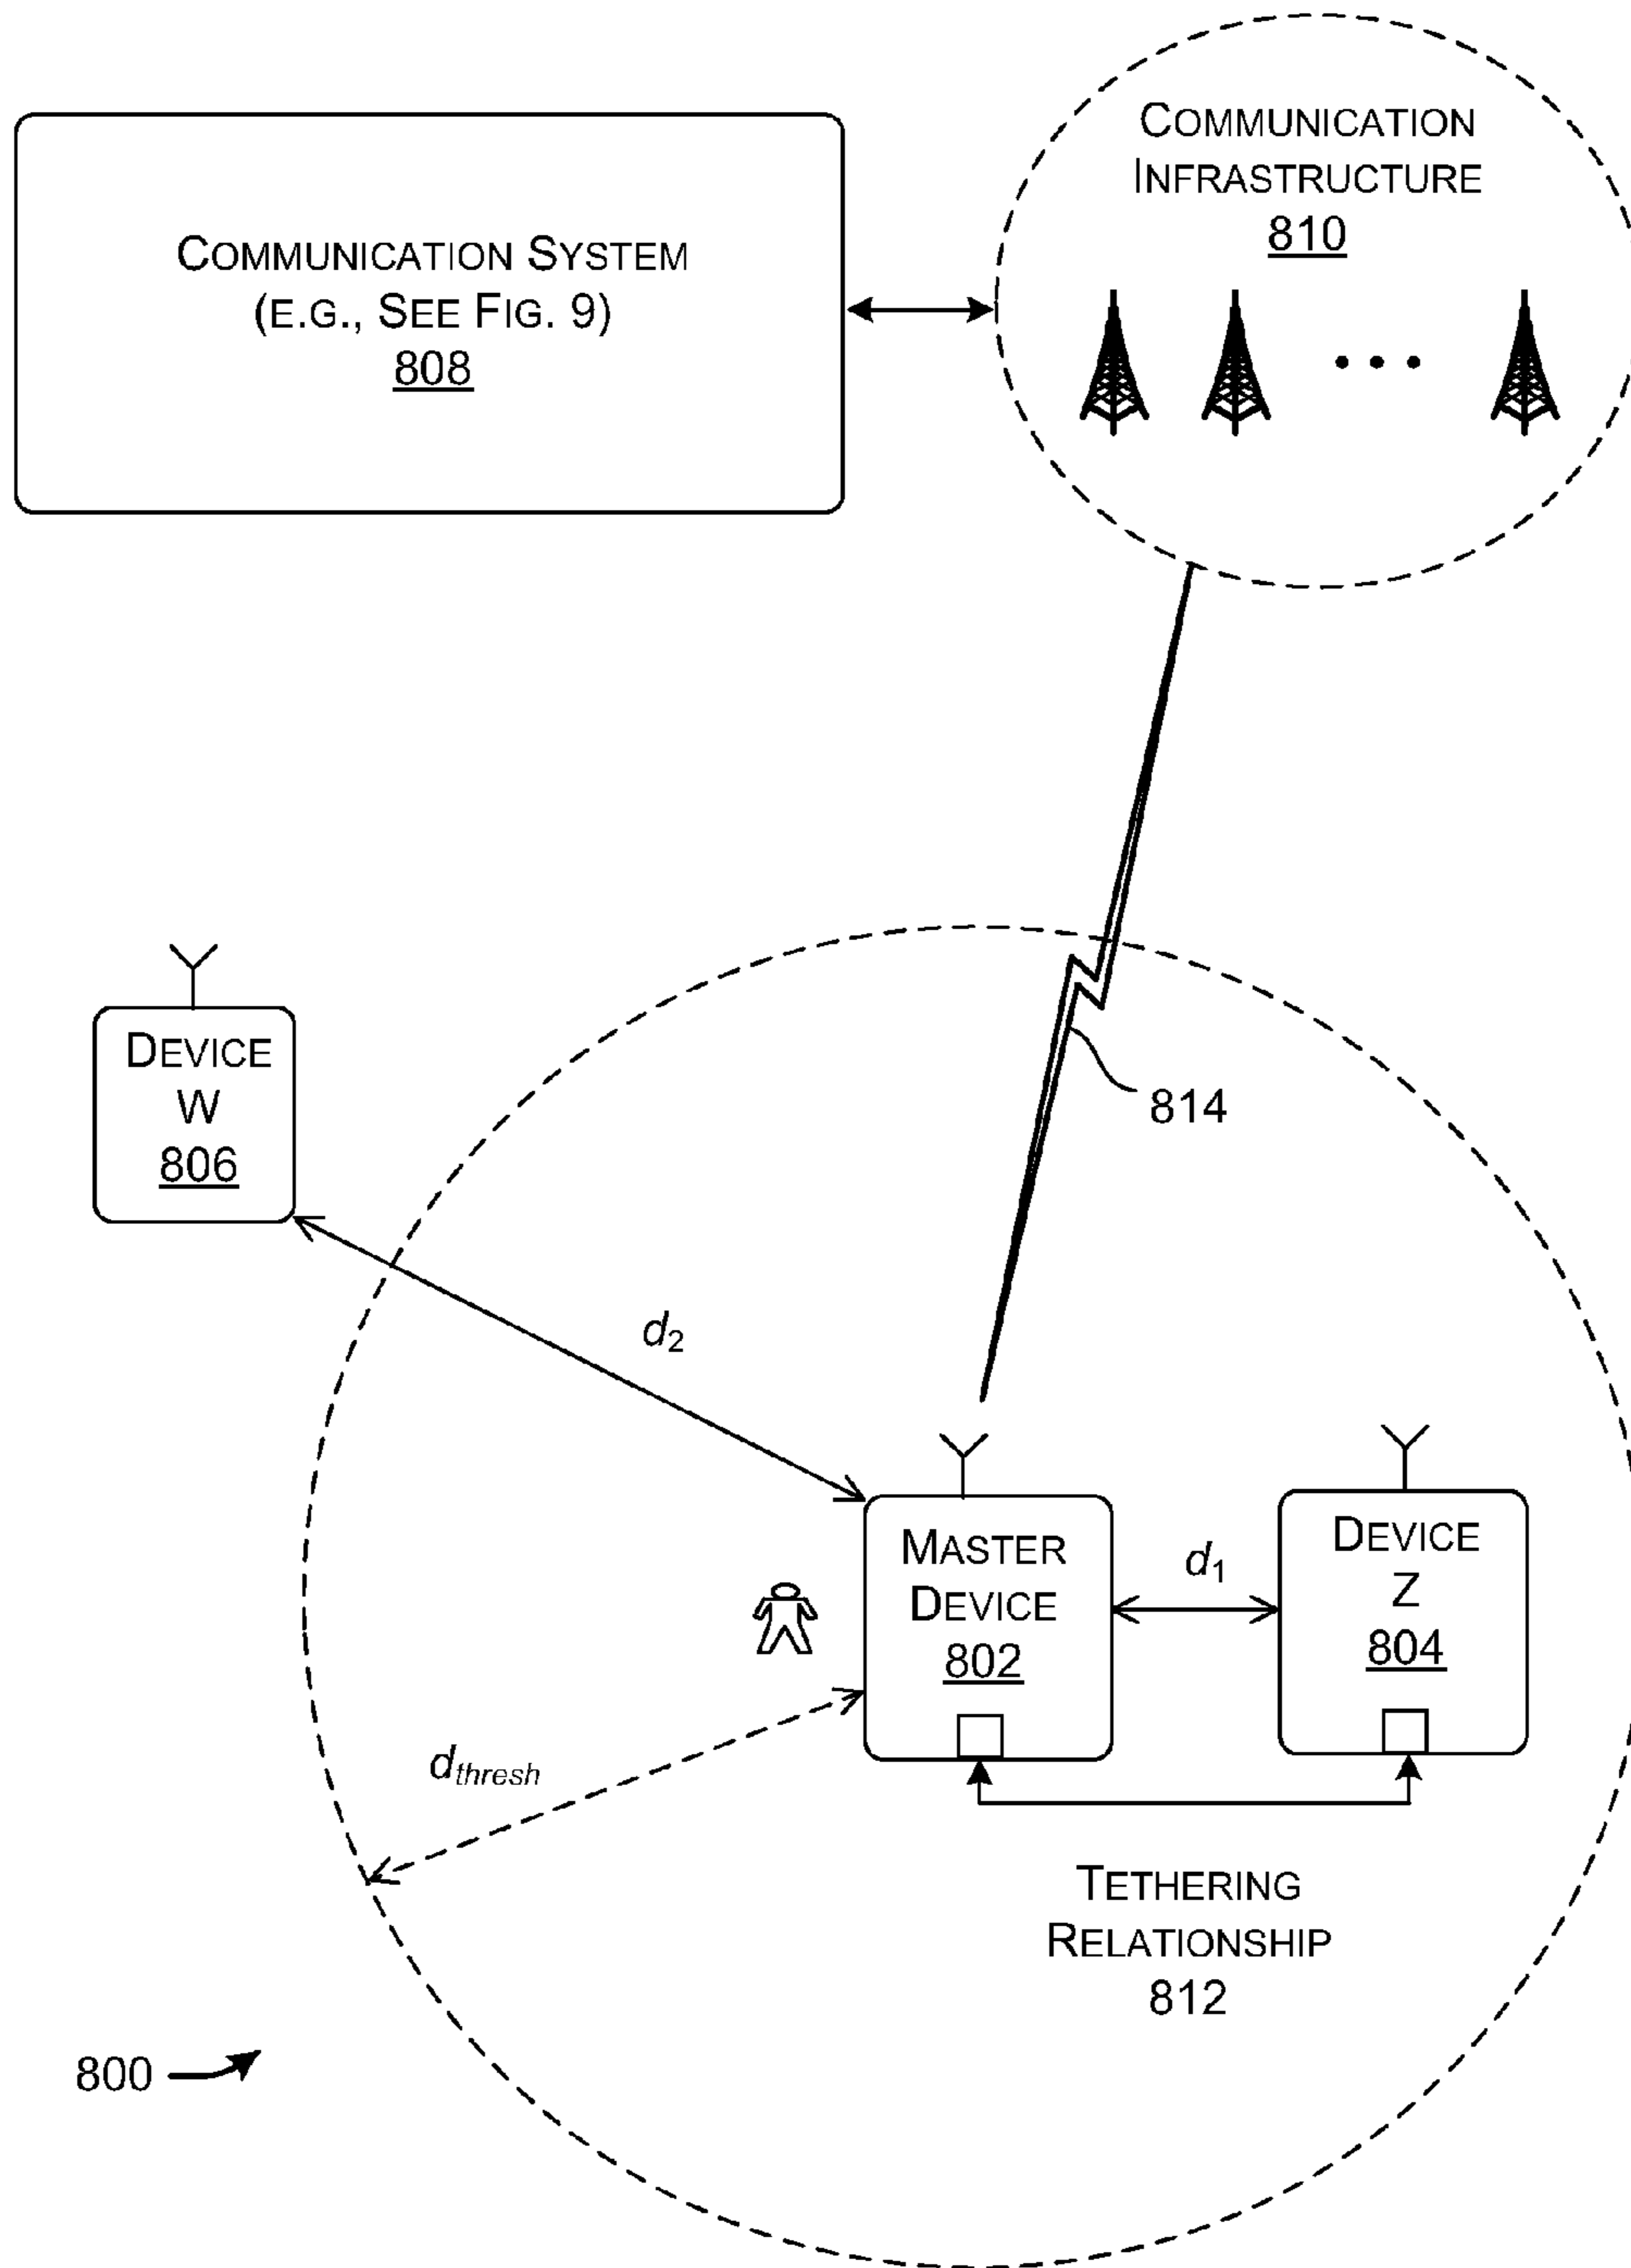 COMMUNICATION
INFRASTRUCTURE
810
COMMUNICATION SYSTEM
(E.G., SEE FIG. 9)
808
DEVICE
W
806
814
d2
MASTER
DEVICE
802
d1
DEVICE
Z
804
dthresh
TETHERING
RELATIONSHIP
812
800